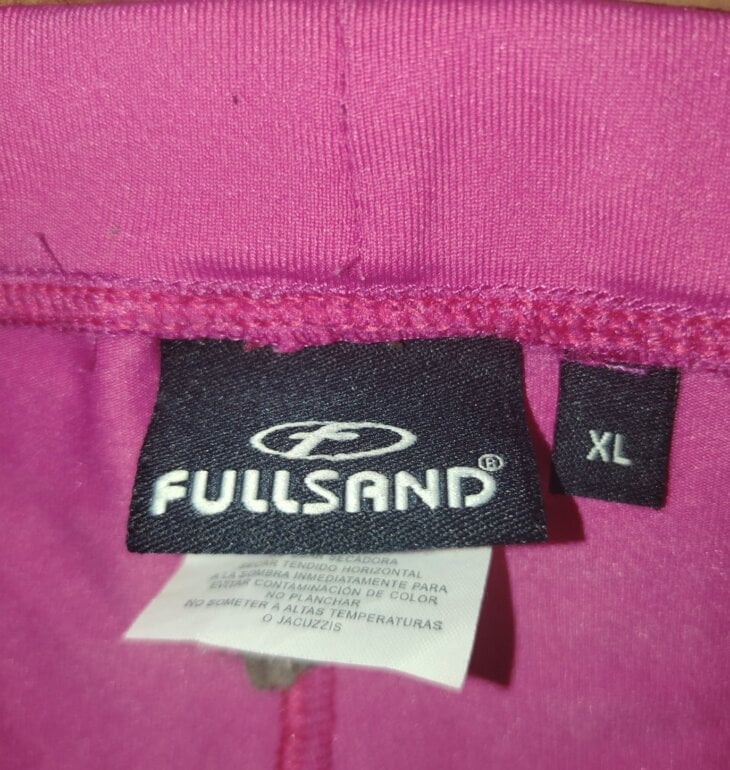 F
FULLSAND®
XL
SECADORA
SECAR TENDIDO HORIZONTAL
A LA SOMBRA INMEDIATAMENTE PARA
EVITAR CONTAMINACIÓN DE COLOR
NO PLANCHAR
NO SOMETER A ALTAS TEMPERATURAS
O JACUZZIS